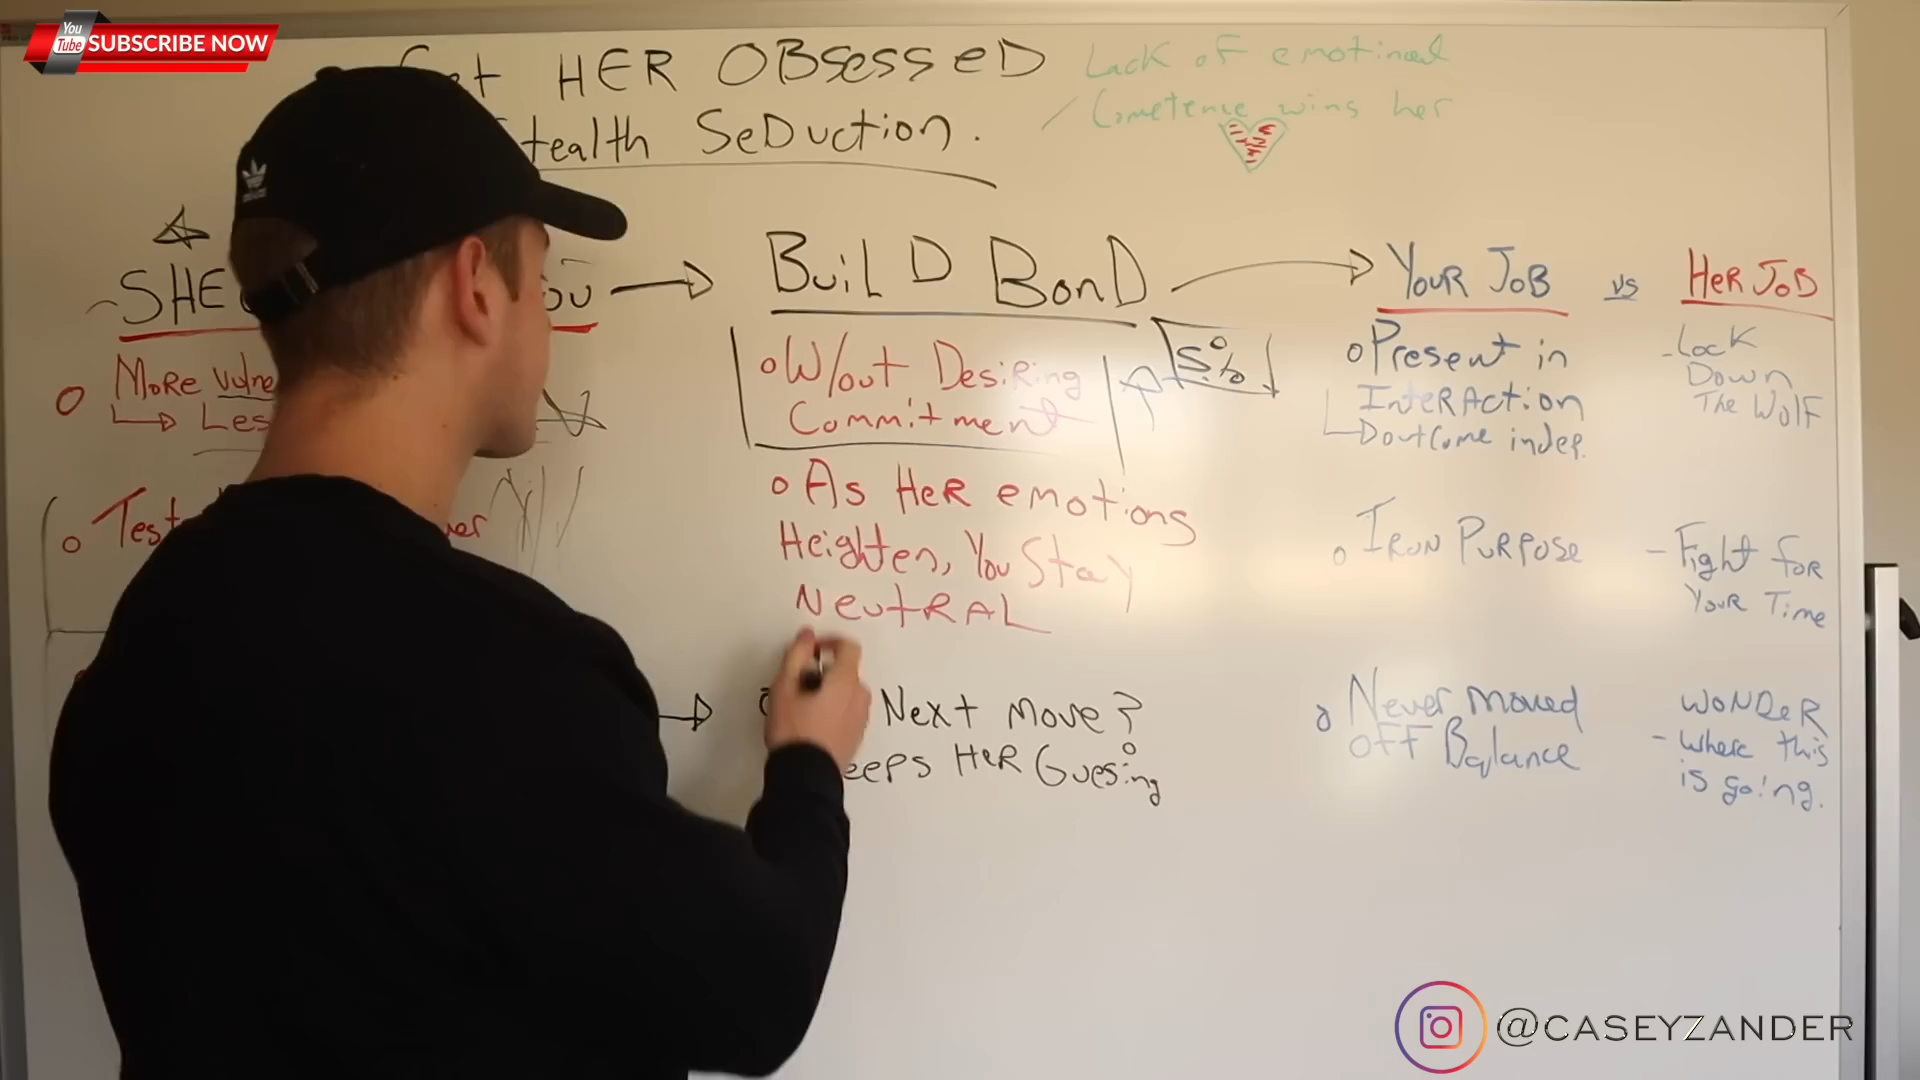 You
Tube SUBSCRIBE NOW
HER OBSESSED
tealth SeDuction.
Lack of emotional
/ Cometence wins her
SHE
More Vulne
Les
Test
BuiLD BonD
o W/out Desiring
Commitment
5%
o As HeR emotions
Heighten, You Stay
NeutRAL
Next move?
eeps HeR Guesing
YouR JoB vs HeR JoB
o Present in
InteRAction
outcome indep.
o IRon PuRPose
o Never moved
off Balance
- Lock
Down
The Wolf
- Fight foR
YouR Time
WoNDeR
- where this
is going.
@CASEYZANDER